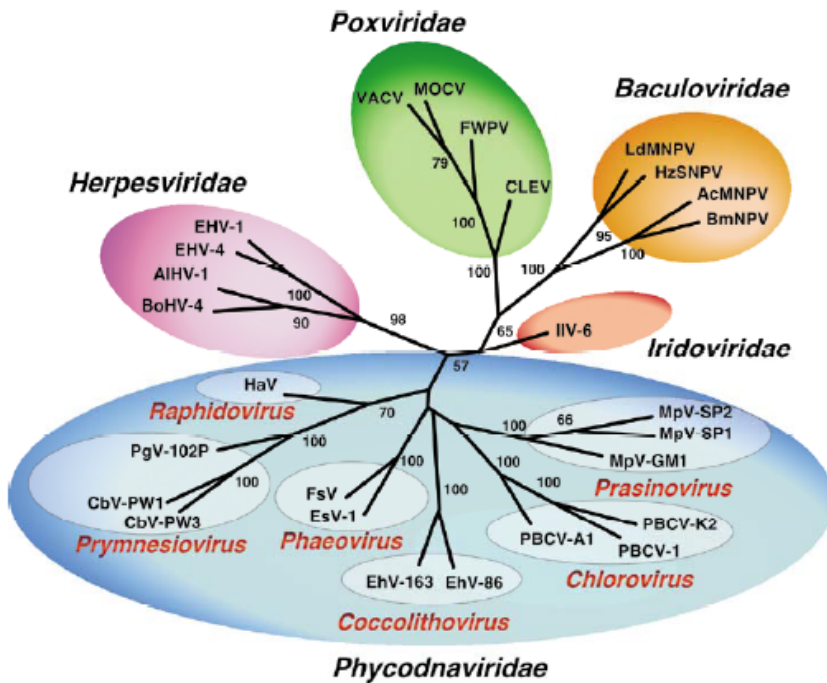 Poxviridae
VACV
MOCV
FWPV
CLEV
79
100
100
Baculoviridae
LdMNPV
HzSNPV
AcMNPV
BmNPV
95
100
100
Herpesviridae
EHV-1
EHV-4
AlHV-1
BoHV-4
100
90
98
65
IIV-6
Iridoviridae
57
HaV
Raphidovirus
70
100
PgV-102P
100
CbV-PW1
CbV-PW3
Prymnesiovirus
100
FsV
EsV-1
Phaeovirus
100
EhV-163 EhV-86
Coccolithovirus
100
66
MpV-SP2
MpV-SP1
MpV-GM1
Prasinovirus
100
100
PBCV-K2
PBCV-A1
PBCV-1
Chlorovirus
Phycodnaviridae